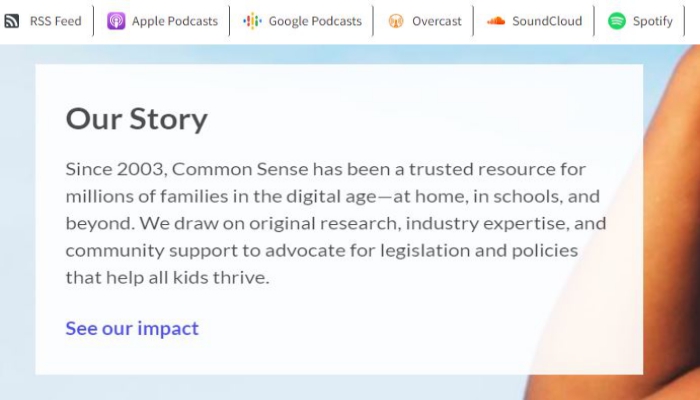 RSS Feed Apple Podcasts Google Podcasts Overcast SoundCloud Spotify
Our Story
Since 2003, Common Sense has been a trusted resource for
millions of families in the digital age—at home, in schools, and
beyond. We draw on original research, industry expertise, and
community support to advocate for legislation and policies
that help all kids thrive.
See our impact